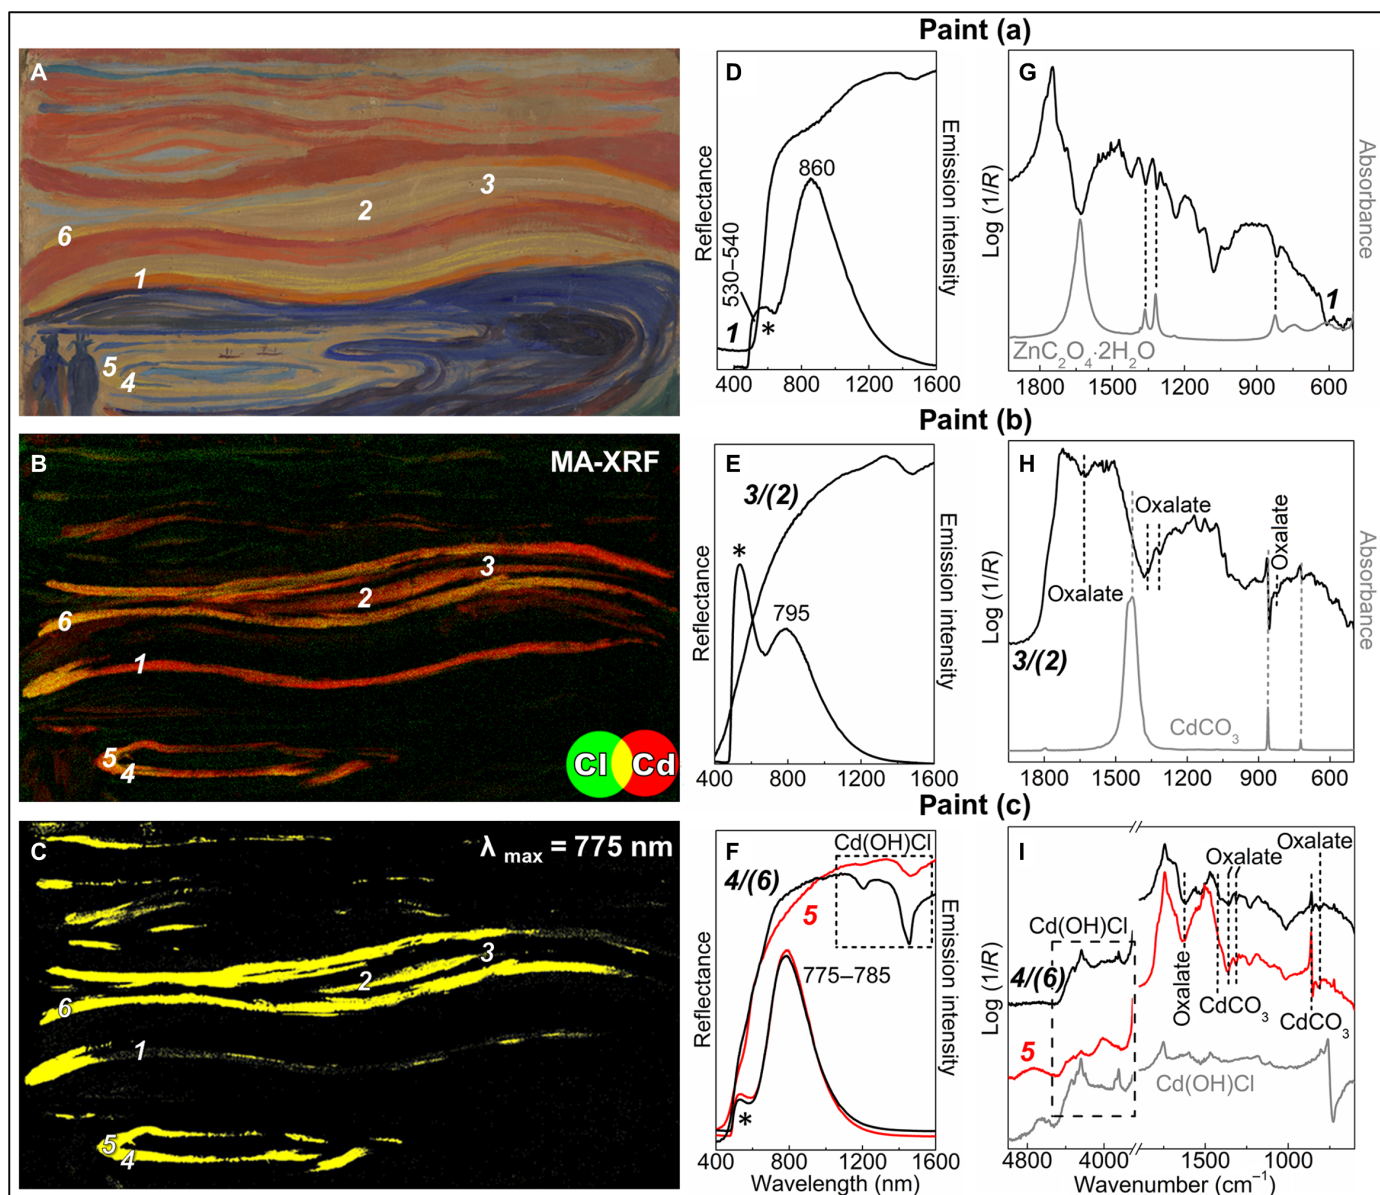 Paint (a)
A
3
2
6
1
5
4
D
Reflectance
Emission intensity
860
530–540
*
1
400 800 1200 1600
G
Log (1/R)
Absorbance
1
ZnC₂O₄·2H₂O
1800 1500 1200 900 600
Paint (b)
B
MA-XRF
3
2
6
1
5
4
Cl Cd
E
Reflectance
Emission intensity
3/(2)
*
795
400 800 1200 1600
H
Log (1/R)
Absorbance
Oxalate
Oxalate
Oxalate
3/(2)
CdCO₃
1800 1500 1200 900 600
Paint (c)
C
λ max = 775 nm
3
2
6
1
5
4
F
Reflectance
Emission intensity
Cd(OH)Cl
4/(6)
5
775–785
*
400 800 1200 1600
Wavelength (nm)
I
Log (1/R)
Oxalate
Oxalate
Cd(OH)Cl
4/(6)
Oxalate
CdCO₃
CdCO₃
5
Cd(OH)Cl
4800 4000 1500 1000
Wavenumber (cm⁻¹)